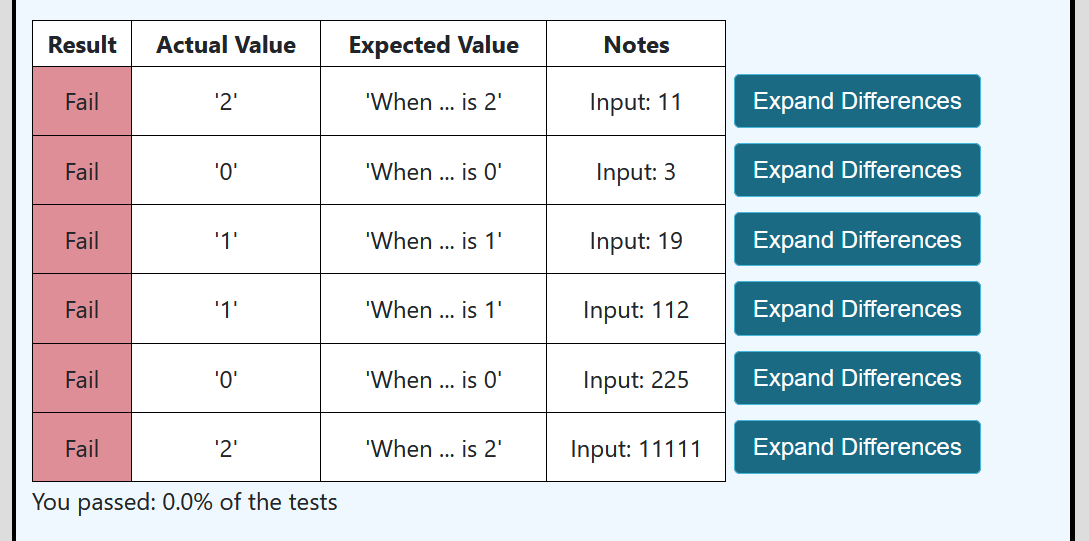 Result Actual Value Expected Value Notes
Fail '2' 'When ... is 2' Input: 11 Expand Differences
Fail '0' 'When ... is 0' Input: 3 Expand Differences
Fail '1' 'When ... is 1' Input: 19 Expand Differences
Fail '1' 'When ... is 1' Input: 112 Expand Differences
Fail '0' 'When ... is 0' Input: 225 Expand Differences
Fail '2' 'When ... is 2' Input: 11111 Expand Differences
You passed: 0.0% of the tests